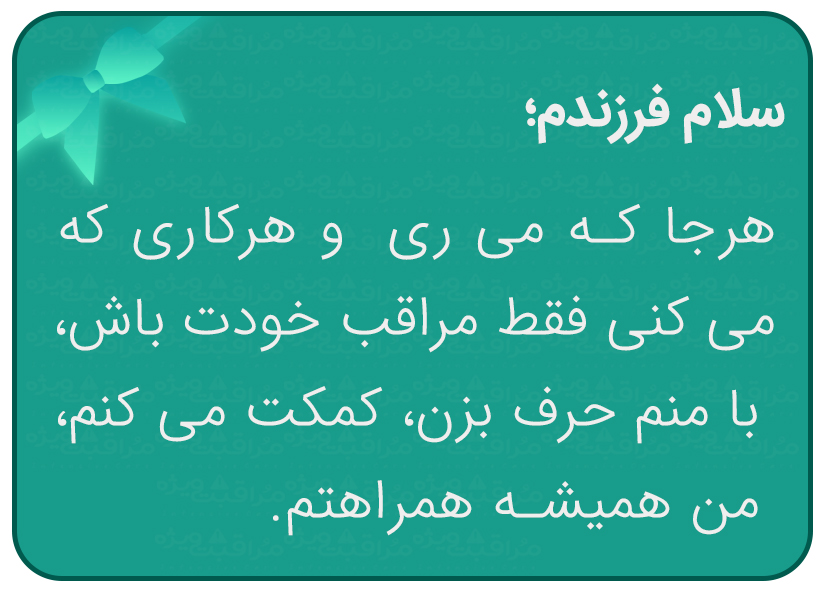 سلام فرزندم؛
هرجا کـه می ری و هرکاری که
می کنی فقط مراقب خودت باش،
با منم حرف بزن، کمکت می کنم،
من همیشـه همراهتم.